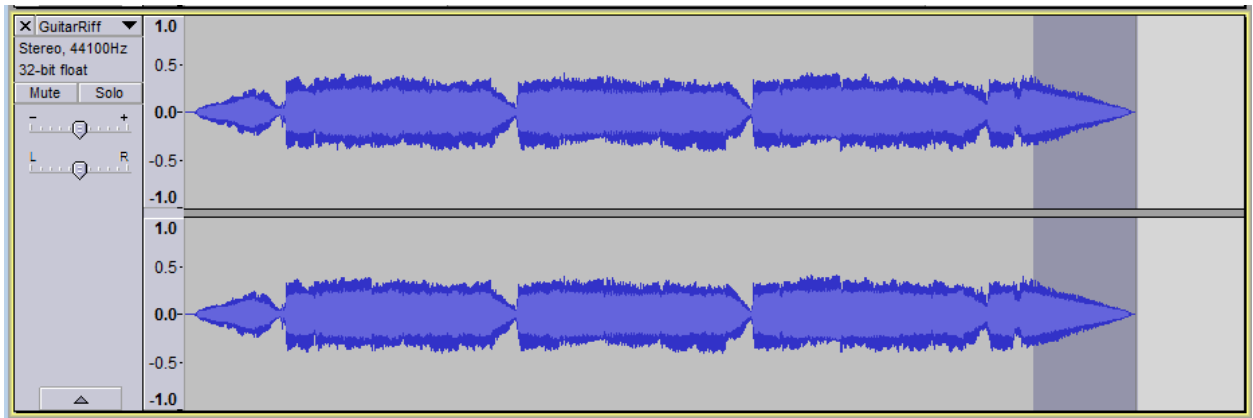 × GuitarRiff ▼
Stereo, 44100Hz
32-bit float
Mute Solo
- +
L R
1.0
0.5-
0.0-
-0.5-
-1.0
1.0
0.5-
0.0-
-0.5-
-1.0